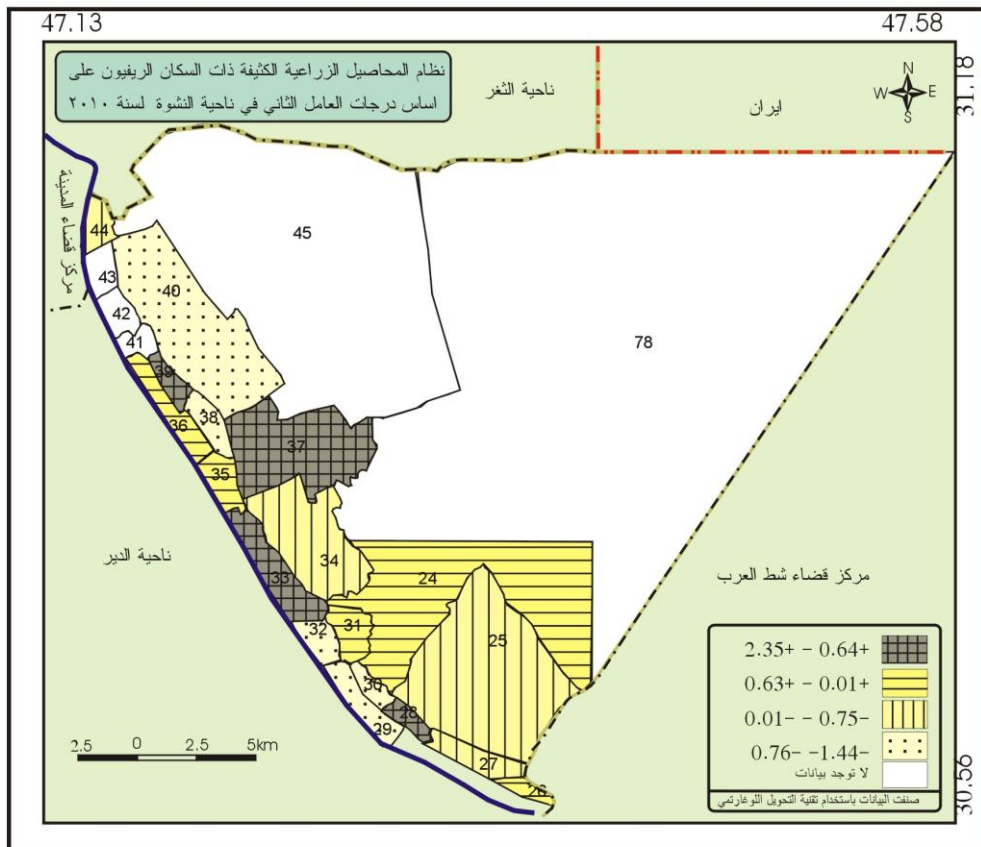 47.13
47.58
نظام المحاصيل الزراعية الكثيفة ذات السكان الريفيون على
اساس درجات العامل الثاني في ناحية النشوة لسنة ٢٠١٠
ناحية الثغر
ايران
N
W E
S
31.18
مركز قضاء المدينة
44
45
43
40
42
41
78
39
38
36
37
35
ناحية الدير
34
24
مركز قضاء شط العرب
33
31
32
25
30
28
29
27
26
2.35+ - 0.64+
0.63+ - 0.01+
0.01- - 0.75-
0.76- -1.44-
لا توجد بيانات
صنفت البيانات باستخدام تقنية التحويل اللوغارتمي
2.5 0 2.5 5km
30.56